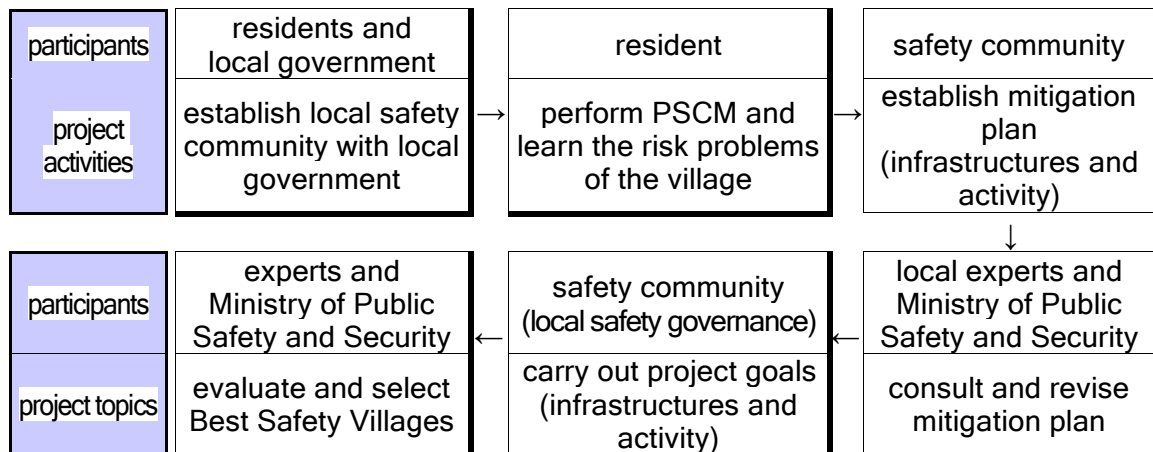 participants
residents and
local government
resident
safety community
project
activities
establish local safety
community with local
government
→
perform PSCM and
learn the risk problems
of the village
→
establish mitigation
plan
(infrastructures and
activity)
↓
participants
experts and
Ministry of Public
Safety and Security
←
safety community
(local safety governance)
←
local experts and
Ministry of Public
Safety and Security
project topics
evaluate and select
Best Safety Villages
carry out project goals
(infrastructures and
activity)
consult and revise
mitigation plan